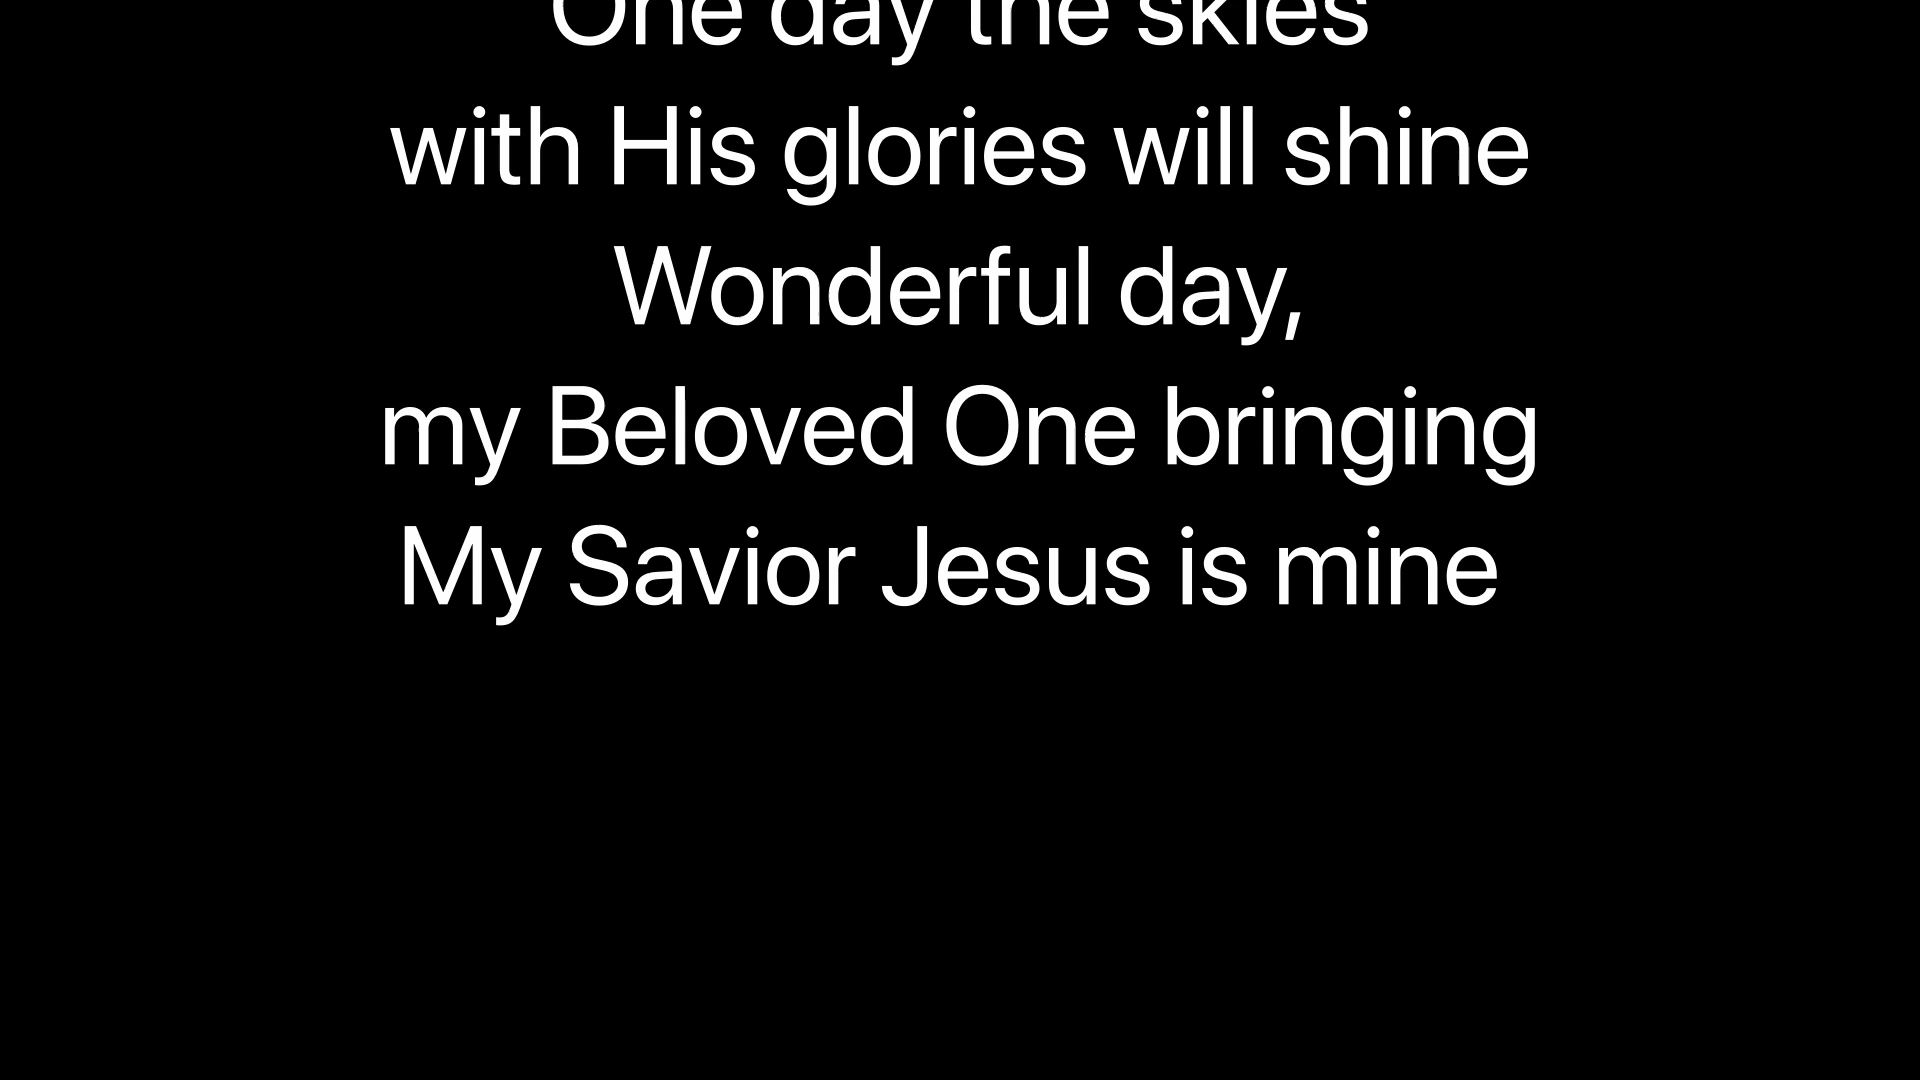 One day the skies
with His glories will shine
Wonderful day,
my Beloved One bringing
My Savior Jesus is mine